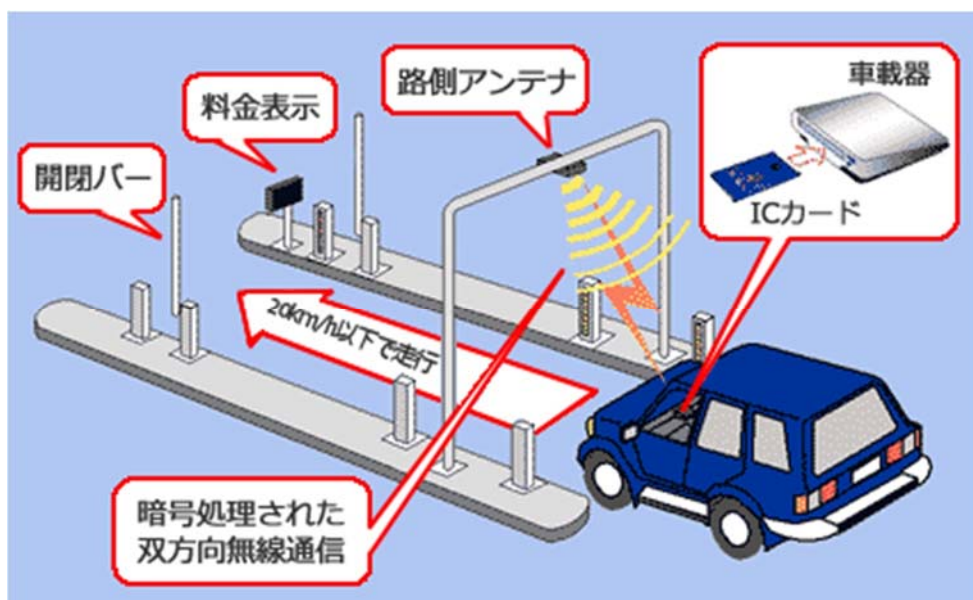 車載器
路側アンテナ
料金表示
開閉バー
ICカード
20km/h以下で走行
暗号処理された
双方向無線通信